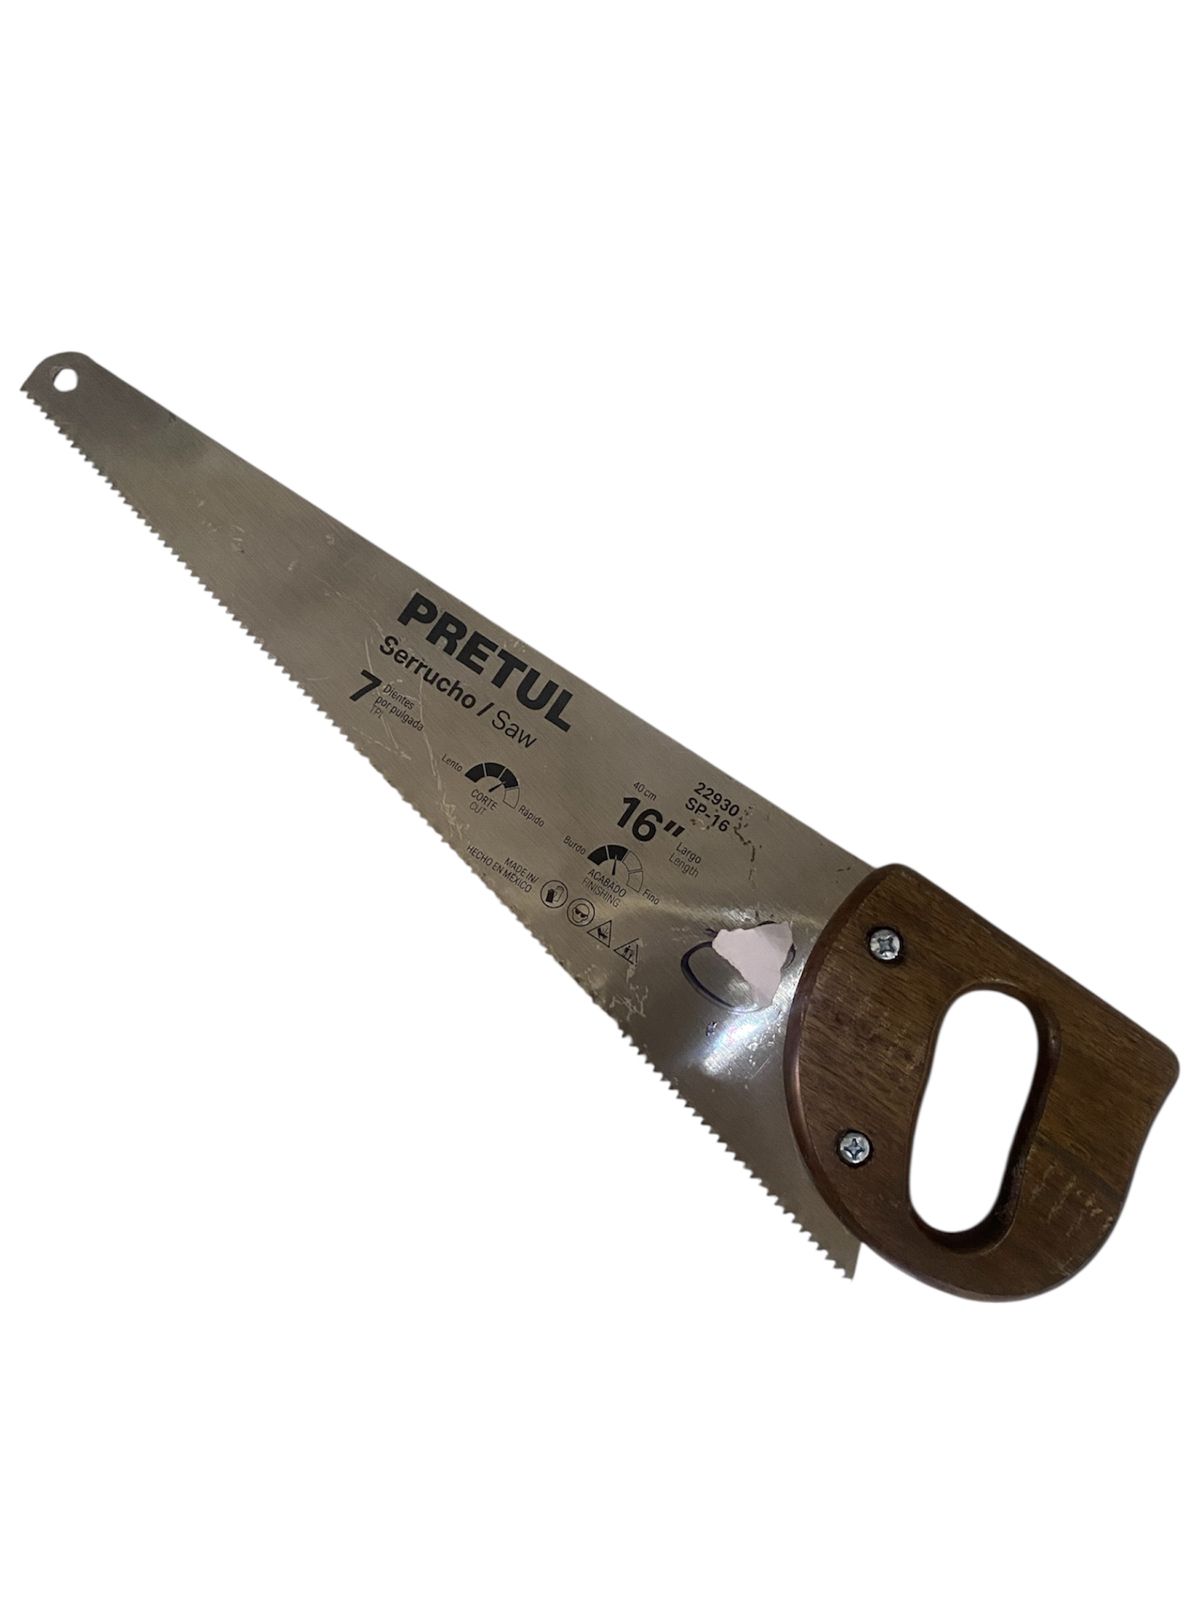 PRETUL
Serrucho / Saw
7 Dientes
por pulgada
TPI
Lento
Rápido
CORTE
CUT
40 cm
16"
Largo
Length
22930
SP-16
Burdo
Fino
ACABADO
FINISHING
MADE IN/
HECHO EN MÉXICO